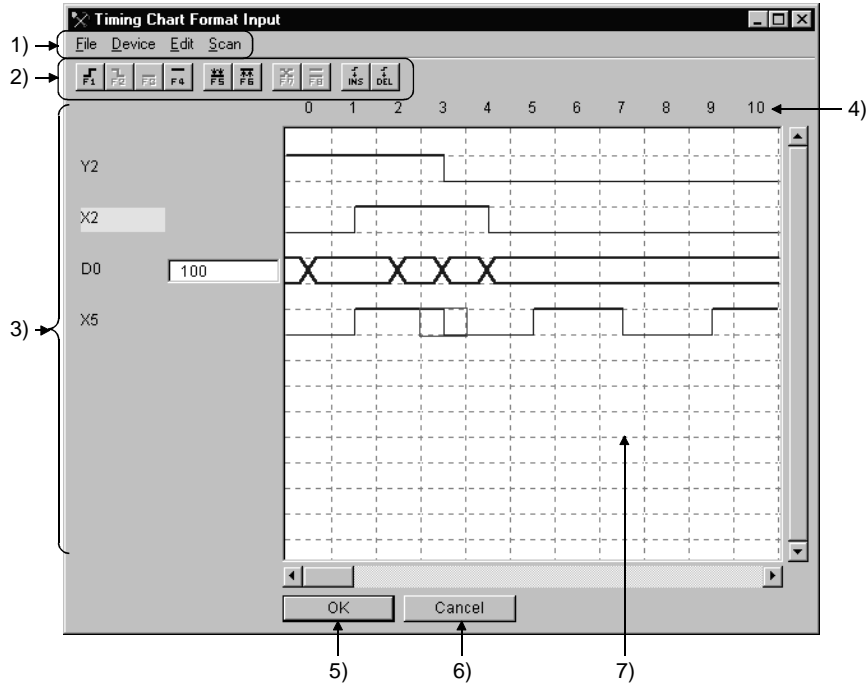 Timing Chart Format Input
1)
File Device Edit Scan
2)
F1 F2 F3 F4 F5 F6 F7 F8 INS DEL
0 1 2 3 4 5 6 7 8 9 10
4)
Y2
X2
D0 100
X5
3)
OK Cancel
5) 6) 7)